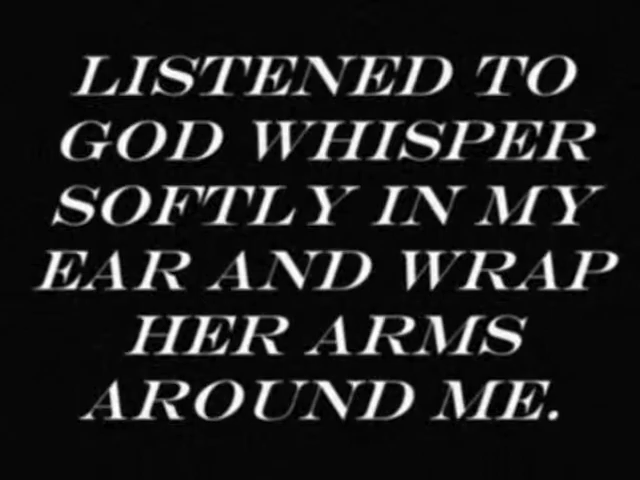 LISTENED TO
GOD WHISPER
SOFTLY IN MY
EAR AND WRAP
HER ARMS
AROUND ME.